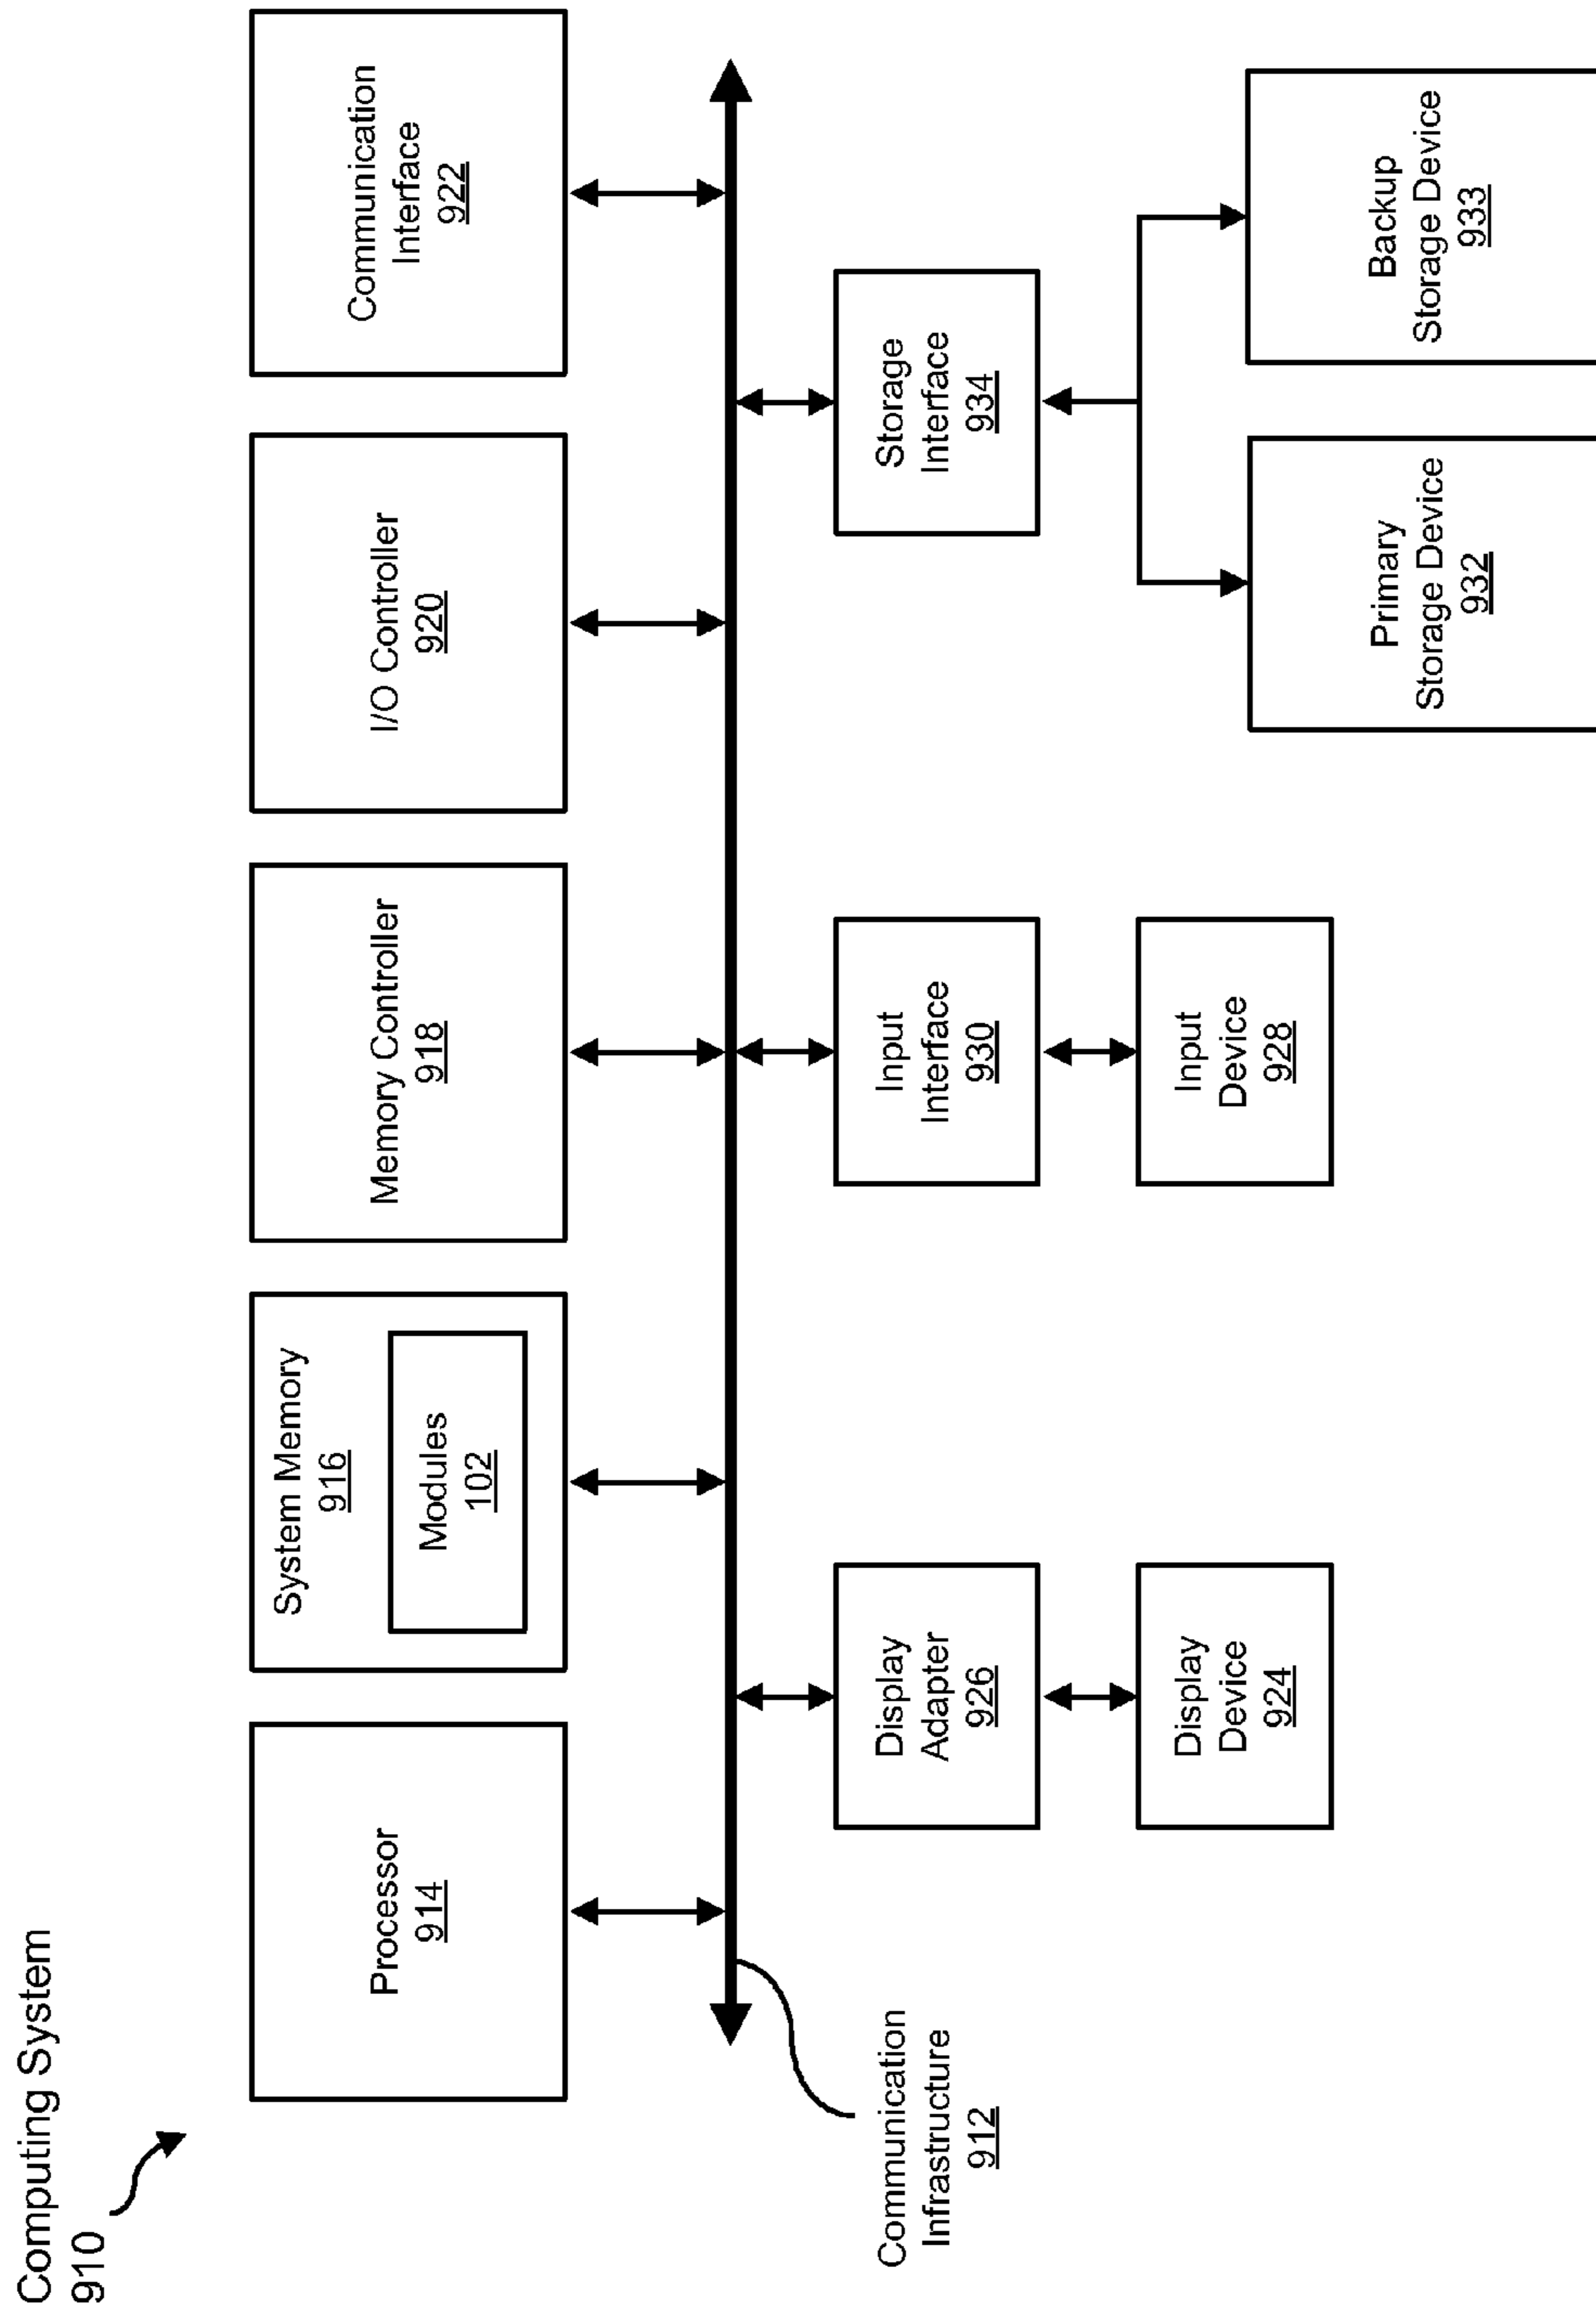 Computing System
910
Processor
914
System Memory
916
Modules
102
Memory Controller
918
I/O Controller
920
Communication
Interface
922
Communication
Infrastructure
912
Display
Adapter
926
Input
Interface
930
Storage
Interface
934
Display
Device
924
Input
Device
928
Primary
Storage Device
932
Backup
Storage Device
933